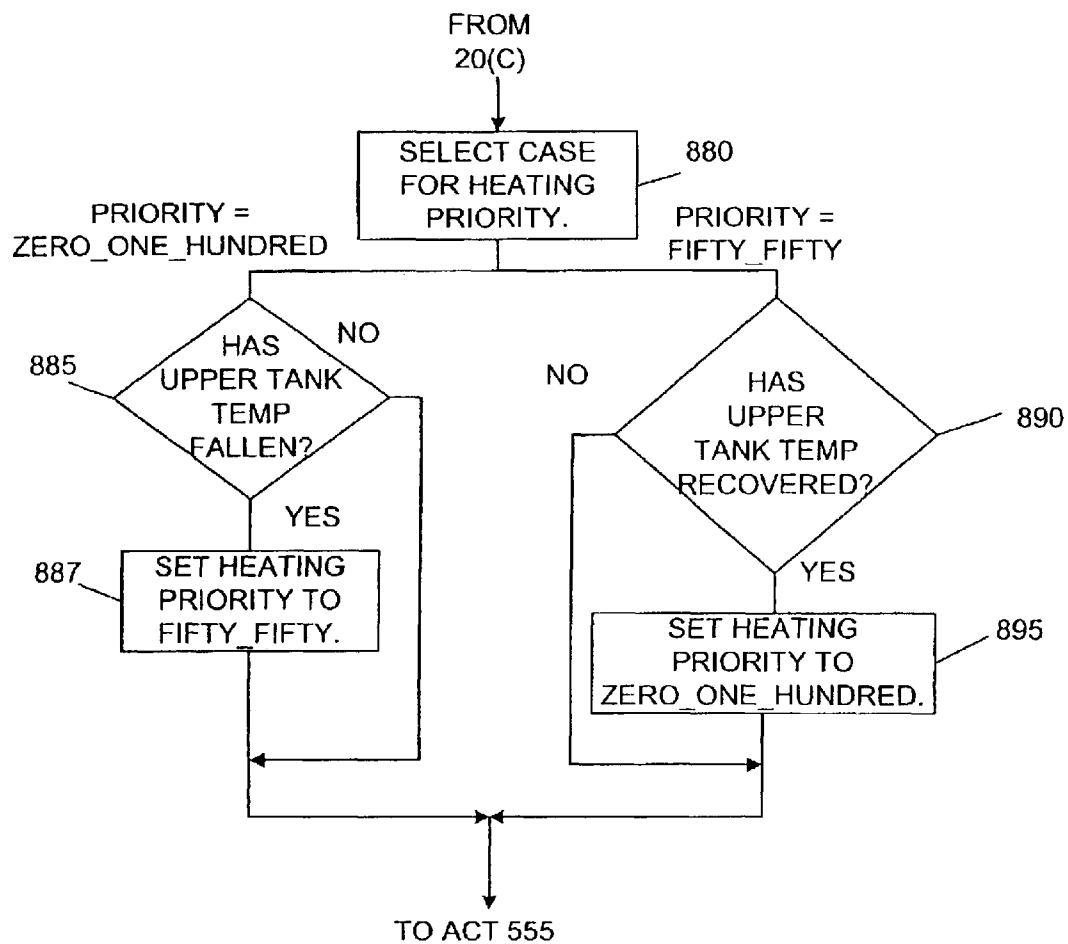 FROM
20(C)
SELECT CASE
FOR HEATING
PRIORITY.
880
PRIORITY =
ZERO_ONE_HUNDRED
PRIORITY =
FIFTY_FIFTY
HAS
UPPER TANK
TEMP
FALLEN?
885
NO
YES
NO
HAS
UPPER
TANK TEMP
RECOVERED?
890
YES
887
SET HEATING
PRIORITY TO
FIFTY_FIFTY.
SET HEATING
PRIORITY TO
ZERO_ONE_HUNDRED.
895
TO ACT 555